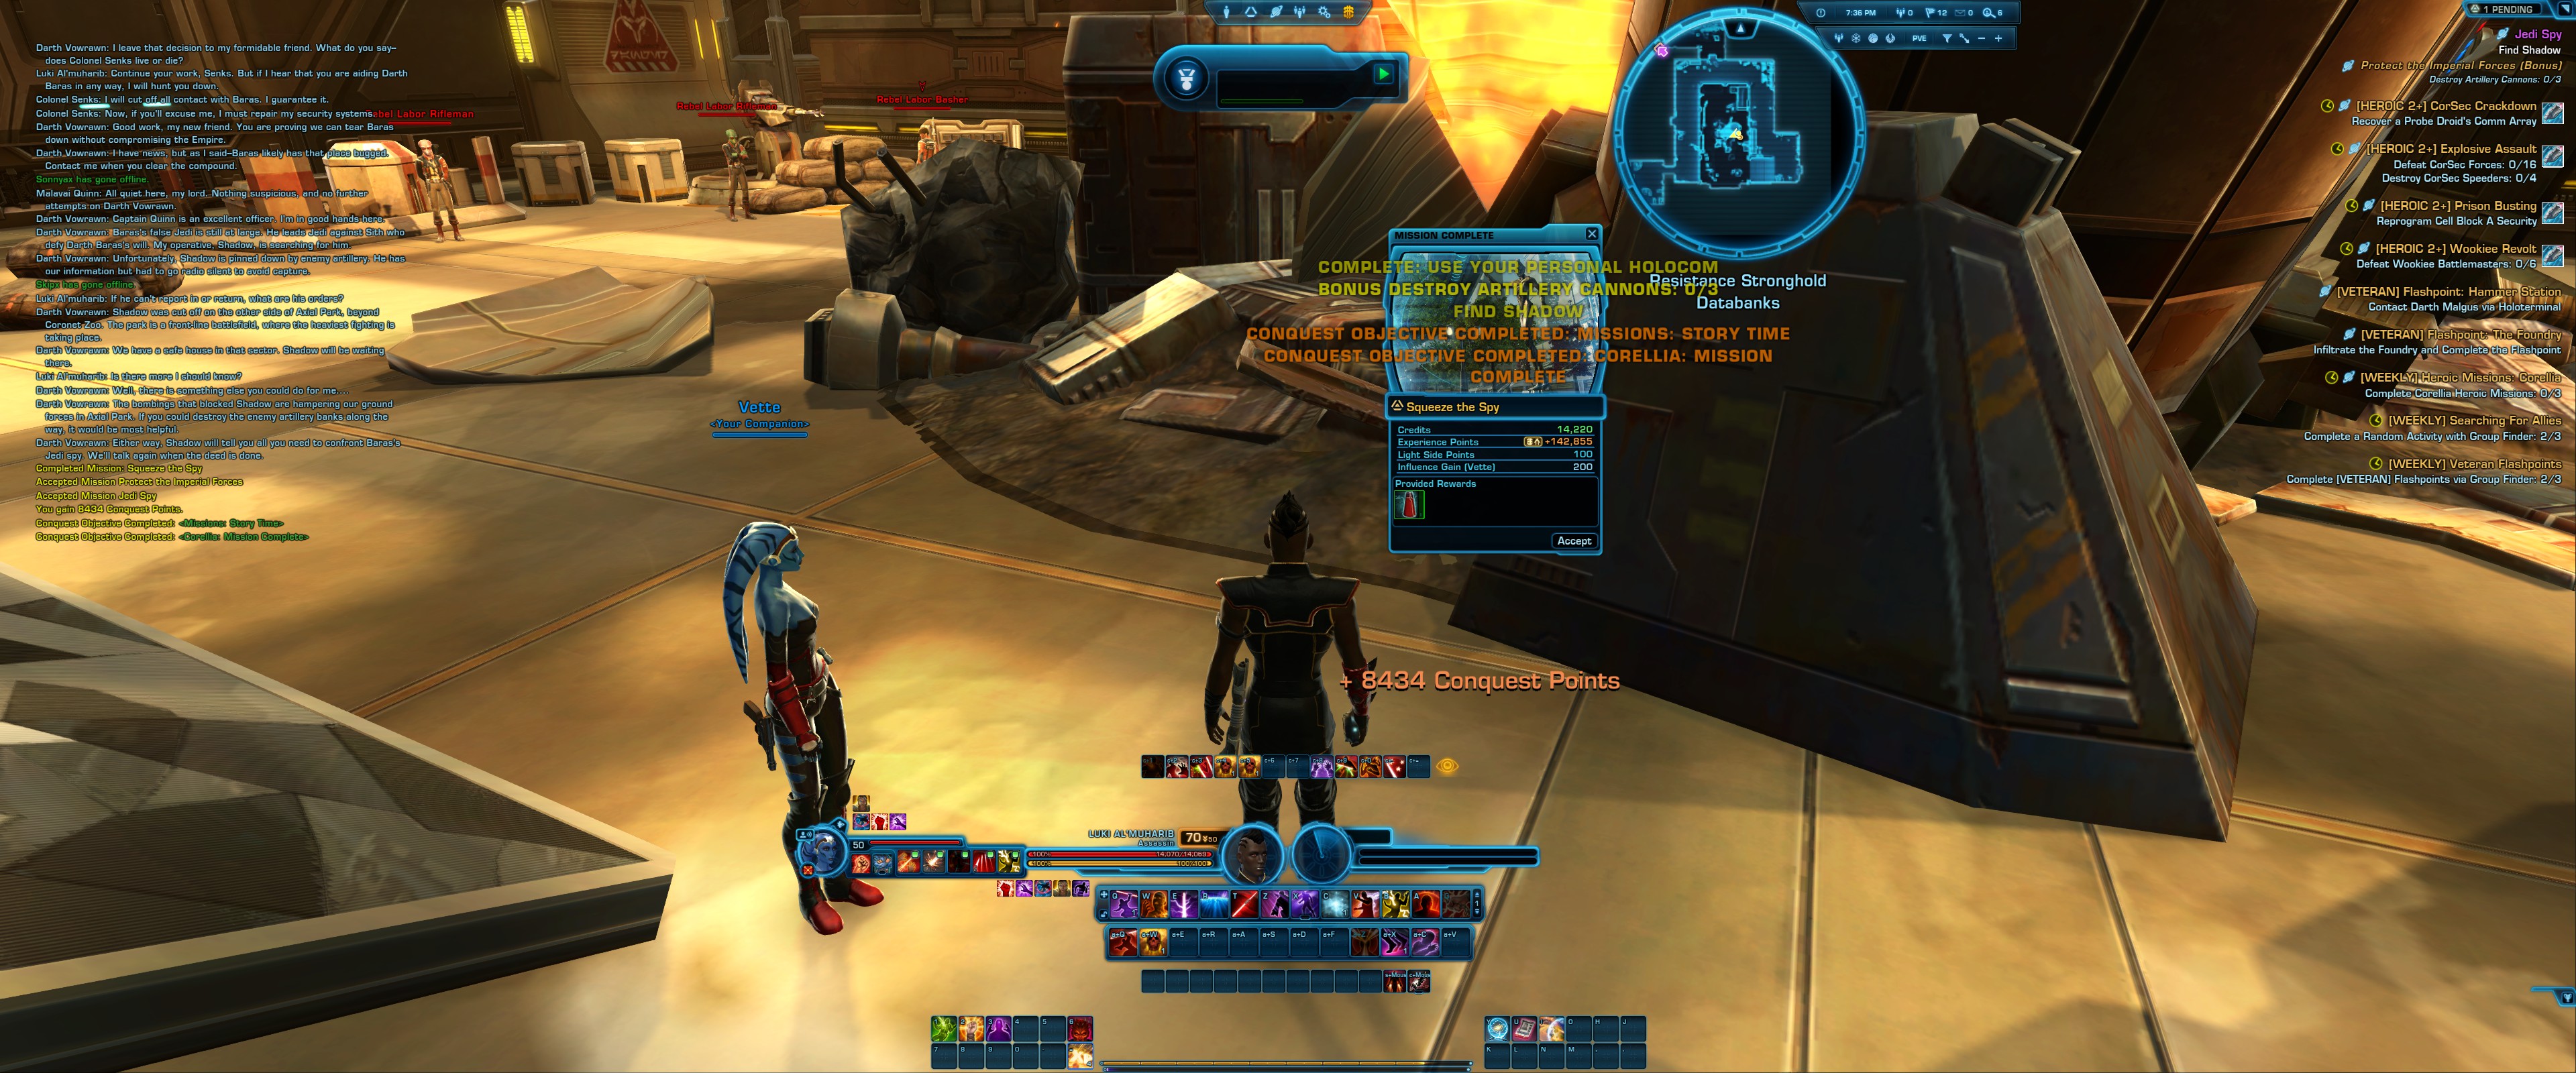 Darth Vowrawn: I leave that decision to my formidable friend. What do you say—
does Colonel Senks live or die?
Luki Al'muharib: Continue your work, Senks. But if I hear that you are aiding Darth
Baras in any way, I will hunt you down.
Colonel Senks: I will cut off all contact with Baras. I guarantee it.
Colonel Senks: Now, if you'll excuse me, I must repair my security systems.
Darth Vowrawn: Good work, my new friend. You are proving we can tear Baras
down without compromising the Empire.
Darth Vowrawn: I have news, but as I said—Baras likely has that place bugged.
Contact me when you clear the compound.
Sonnyax has gone offline.
Malavai Quinn: All quiet here, my lord. Nothing suspicious, and no further
attempts on Darth Vowrawn.
Darth Vowrawn: Captain Quinn is an excellent officer. I'm in good hands here.
Darth Vowrawn: Baras's false Jedi is still at large. He leads Jedi against Sith who
defy Darth Baras's will. My operative, Shadow, is searching for him.
Darth Vowrawn: Unfortunately, Shadow is pinned down by enemy artillery. He has
our information but had to go radio silent to avoid capture.
Skipx has gone offline.
Luki Al'muharib: If he can't report in or return, what are his orders?
Darth Vowrawn: Shadow was cut off on the other side of Axial Park, beyond
Coronet Zoo. The park is a front-line battlefield, where the heaviest fighting is
taking place.
Darth Vowrawn: We have a safe house in that sector. Shadow will be waiting
there.
Luki Al'muharib: Is there more I should know?
Darth Vowrawn: Well, there is something else you could do for me....
Darth Vowrawn: The bombings that blocked Shadow are hampering our ground
forces in Axial Park. If you could destroy the enemy artillery banks along the
way, it would be most helpful.
Darth Vowrawn: Either way, Shadow will tell you all you need to confront Baras's
Jedi spy. We'll talk again when the deed is done.
Completed Mission: Squeeze the Spy
Accepted Mission Protect the Imperial Forces
Accepted Mission Jedi Spy
You gain 8434 Conquest Points.
Conquest Objective Completed: <Missions: Story Time>
Conquest Objective Completed: <Corellia: Mission Complete>
Rebel Labor Rifleman
Rebel Labor Rifleman
Rebel Labor Basher
Vette
<Your Companion>
7:36 PM
0
12
0
6
PVE
Resistance Stronghold
Databanks
MISSION COMPLETE
COMPLETE: USE YOUR PERSONAL HOLOCOM
BONUS DESTROY ARTILLERY CANNONS: 0/3
FIND SHADOW
CONQUEST OBJECTIVE COMPLETED: MISSIONS: STORY TIME
CONQUEST OBJECTIVE COMPLETED: CORELLIA: MISSION
COMPLETE
Squeeze the Spy
Credits 14,220
Experience Points +142,855
Light Side Points 100
Influence Gain (Vette) 200
Provided Rewards
Accept
+ 8434 Conquest Points
1 PENDING
Jedi Spy
Find Shadow
Protect the Imperial Forces (Bonus)
Destroy Artillery Cannons: 0/3
[HEROIC 2+] CorSec Crackdown
Recover a Probe Droid's Comm Array
[HEROIC 2+] Explosive Assault
Defeat CorSec Forces: 0/16
Destroy CorSec Speeders: 0/4
[HEROIC 2+] Prison Busting
Reprogram Cell Block A Security
[HEROIC 2+] Wookiee Revolt
Defeat Wookiee Battlemasters: 0/6
[VETERAN] Flashpoint: Hammer Station
Contact Darth Malgus via Holoterminal
[VETERAN] Flashpoint: The Foundry
Infiltrate the Foundry and Complete the Flashpoint
[WEEKLY] Heroic Missions: Corellia
Complete Corellia Heroic Missions: 0/3
[WEEKLY] Searching For Allies
Complete a Random Activity with Group Finder: 2/3
[WEEKLY] Veteran Flashpoints
Complete [VETERAN] Flashpoints via Group Finder: 2/3
50
LUKI AL'MUHARIB
Assassin
70
50
100% 14,070/14,069
100% 100/100
a+Q a+W a+E a+R a+A a+S a+D a+F a+X a+C a+V